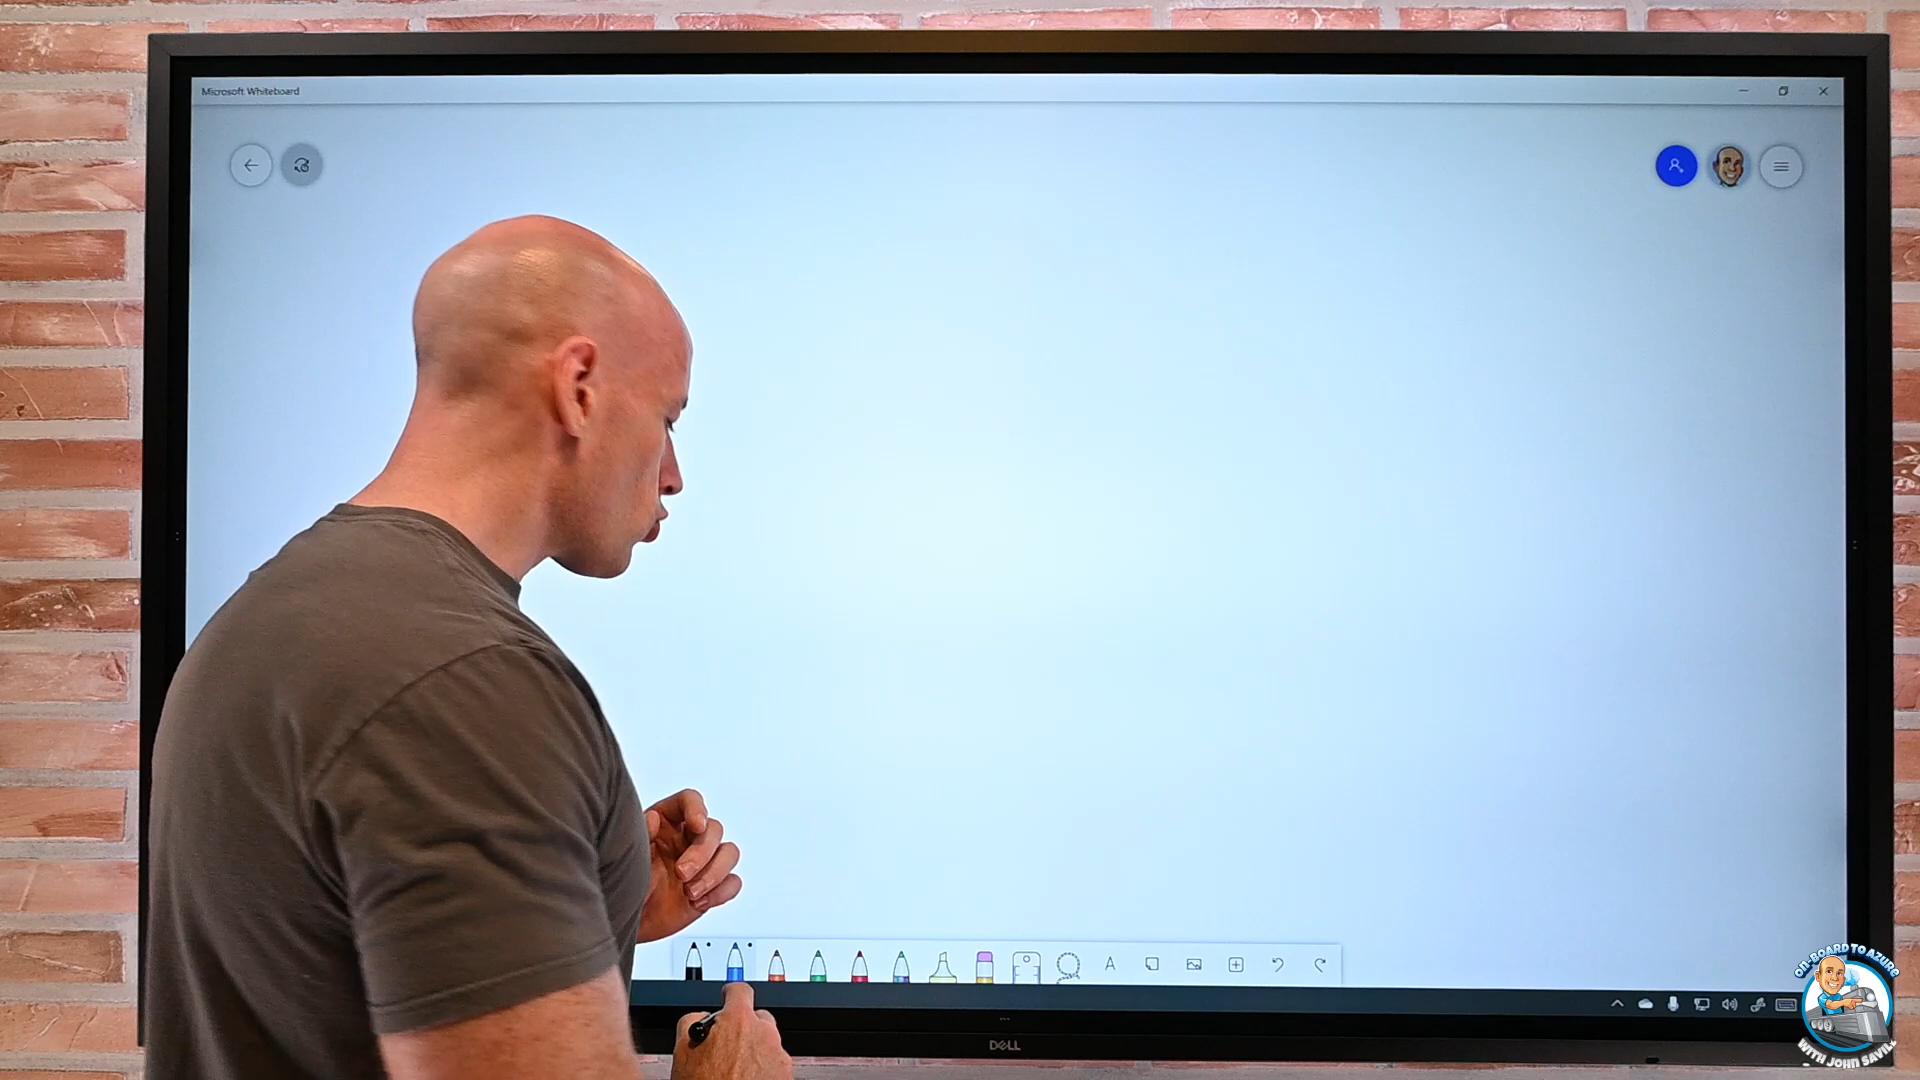 Microsoft Whiteboard
A
DELL
ON-BOARD TO AZURE
WITH JOHN SAVILL